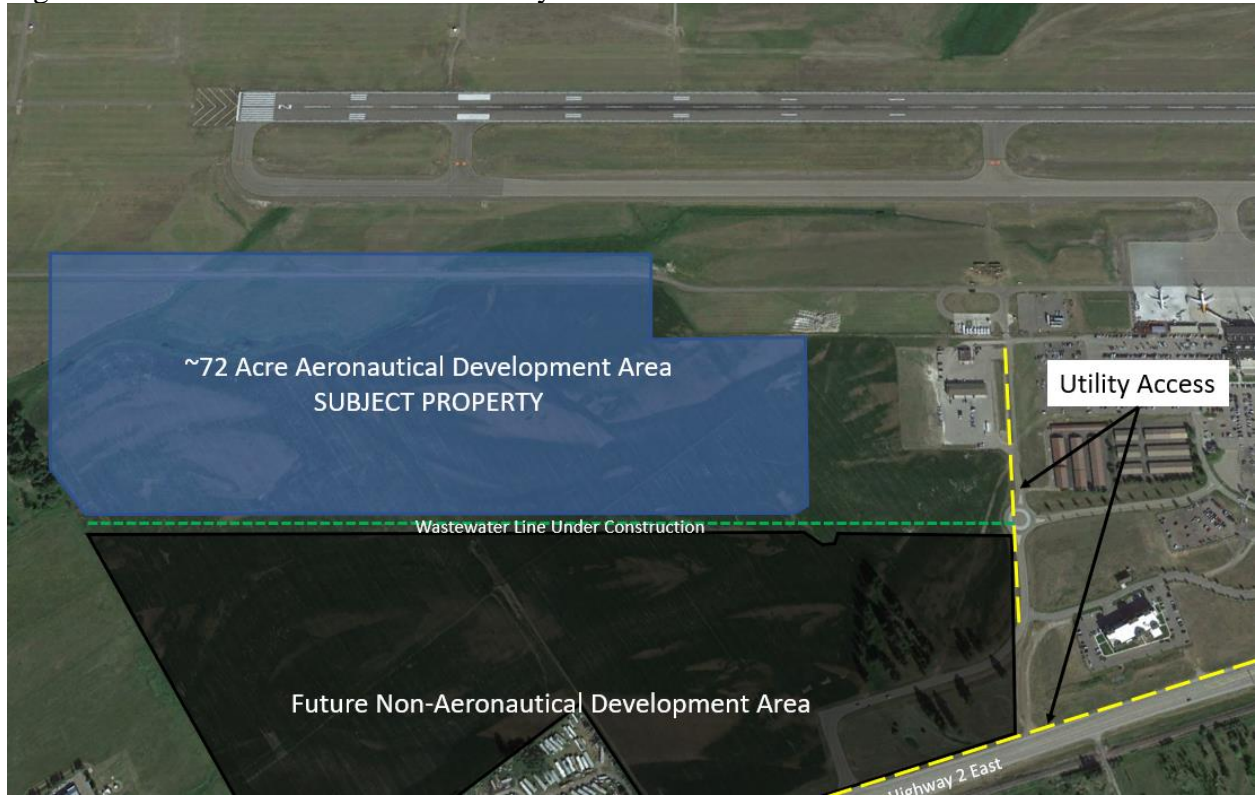 2
~72 Acre Aeronautical Development Area
SUBJECT PROPERTY
Utility Access
Wastewater Line Under Construction
Future Non-Aeronautical Development Area
Highway 2 East